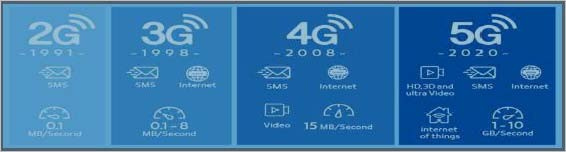 2G
-1991-
SMS
0.1
MB/Second
3G
-1998-
SMS Internet
0.1-8
MB/Second
4G
-2008-
SMS Internet
Video 15 MB/Second
5G
-2020-
HD,3D and
ultra Video SMS Internet
internet
of things
1-10
GB/Second